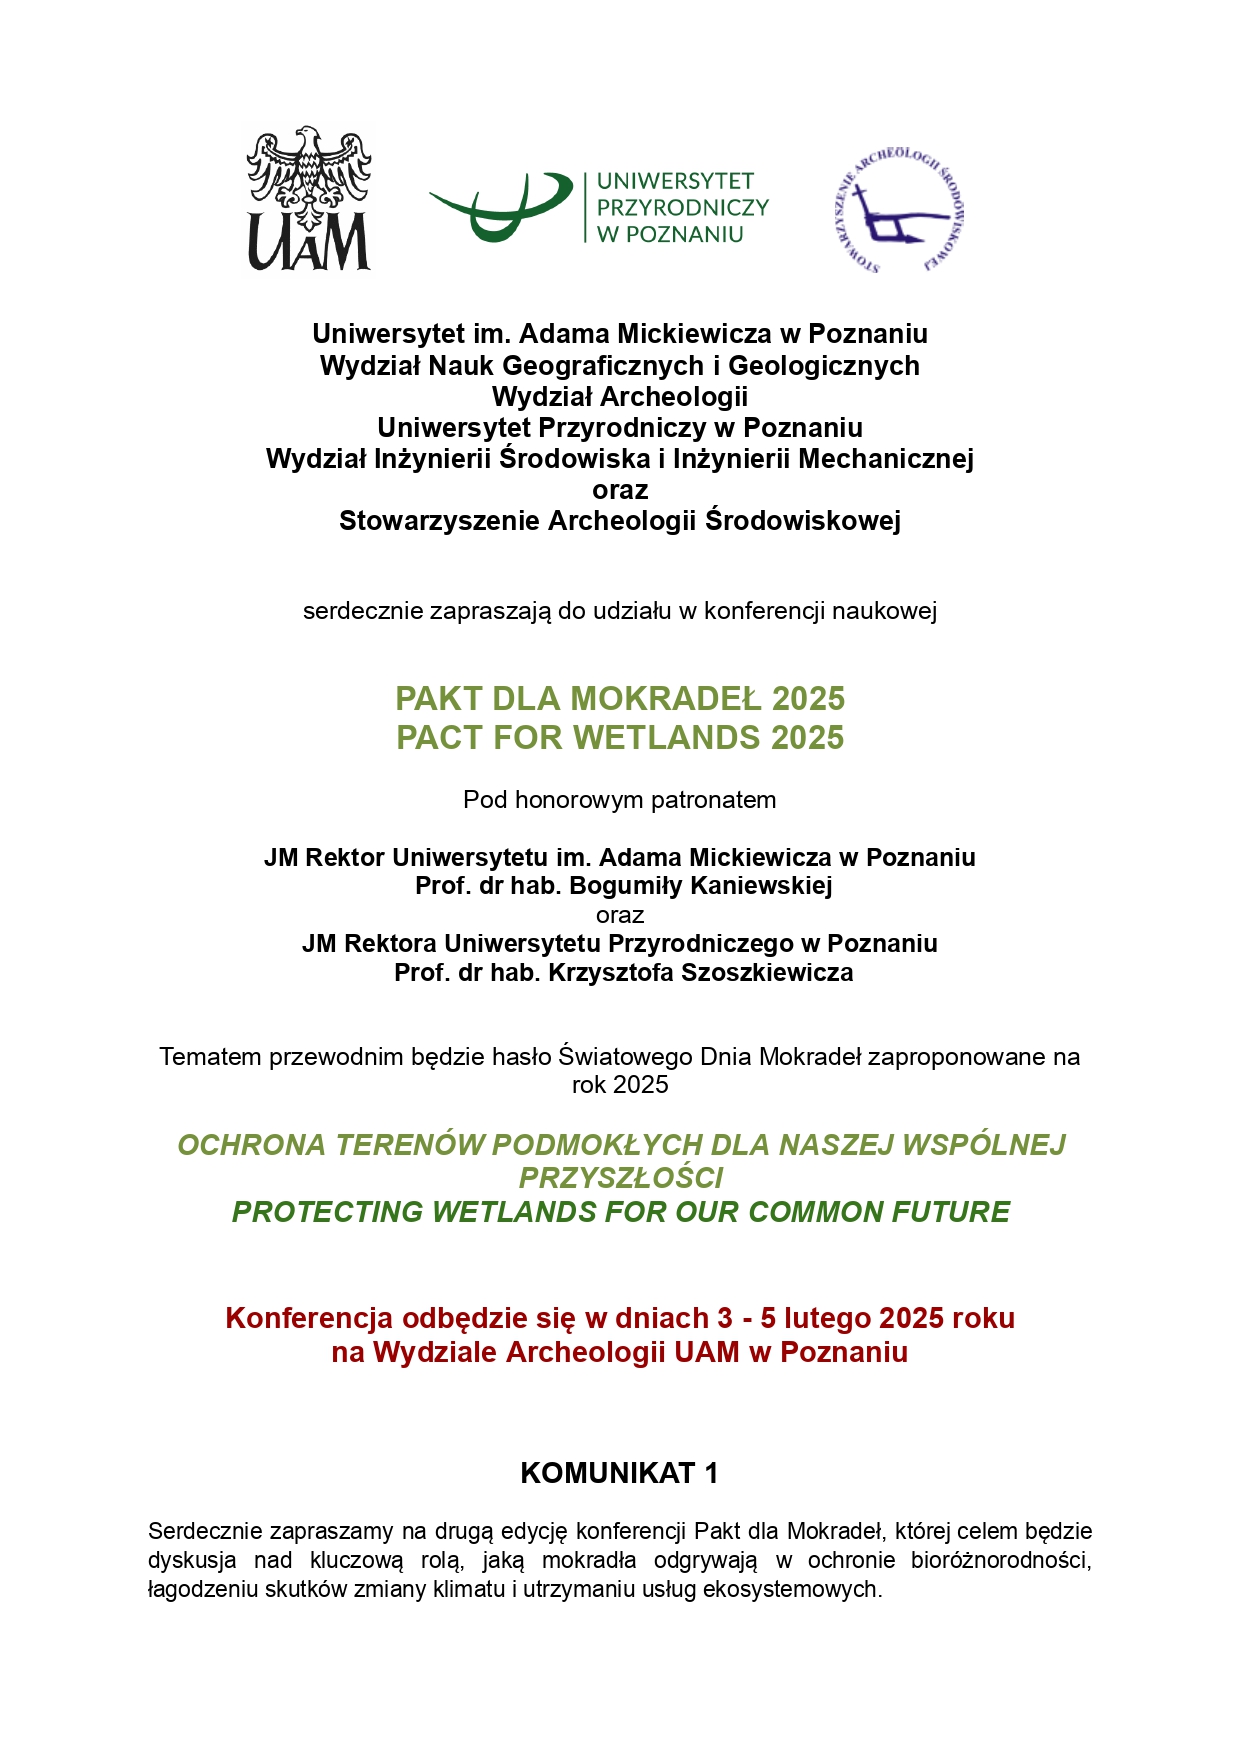 UAM
UNIWERSYTET
PRZYRODNICZY
W POZNANIU
STOWARZYSZENIE ARCHEOLOGII ŚRODOWISKOWEJ
Uniwersytet im. Adama Mickiewicza w Poznaniu
Wydział Nauk Geograficznych i Geologicznych
Wydział Archeologii
Uniwersytet Przyrodniczy w Poznaniu
Wydział Inżynierii Środowiska i Inżynierii Mechanicznej
oraz
Stowarzyszenie Archeologii Środowiskowej
serdecznie zapraszają do udziału w konferencji naukowej
PAKT DLA MOKRADEŁ 2025
PACT FOR WETLANDS 2025
Pod honorowym patronatem
JM Rektor Uniwersytetu im. Adama Mickiewicza w Poznaniu
Prof. dr hab. Bogumiły Kaniewskiej
oraz
JM Rektora Uniwersytetu Przyrodniczego w Poznaniu
Prof. dr hab. Krzysztofa Szoszkiewicza
Tematem przewodnim będzie hasło Światowego Dnia Mokradeł zaproponowane na
rok 2025
OCHRONA TERENÓW PODMOKŁYCH DLA NASZEJ WSPÓLNEJ
PRZYSZŁOŚCI
PROTECTING WETLANDS FOR OUR COMMON FUTURE
Konferencja odbędzie się w dniach 3 - 5 lutego 2025 roku
na Wydziale Archeologii UAM w Poznaniu
KOMUNIKAT 1
Serdecznie zapraszamy na drugą edycję konferencji Pakt dla Mokradeł, której celem będzie
dyskusja nad kluczową rolą, jaką mokradła odgrywają w ochronie bioróżnorodności,
łagodzeniu skutków zmiany klimatu i utrzymaniu usług ekosystemowych.